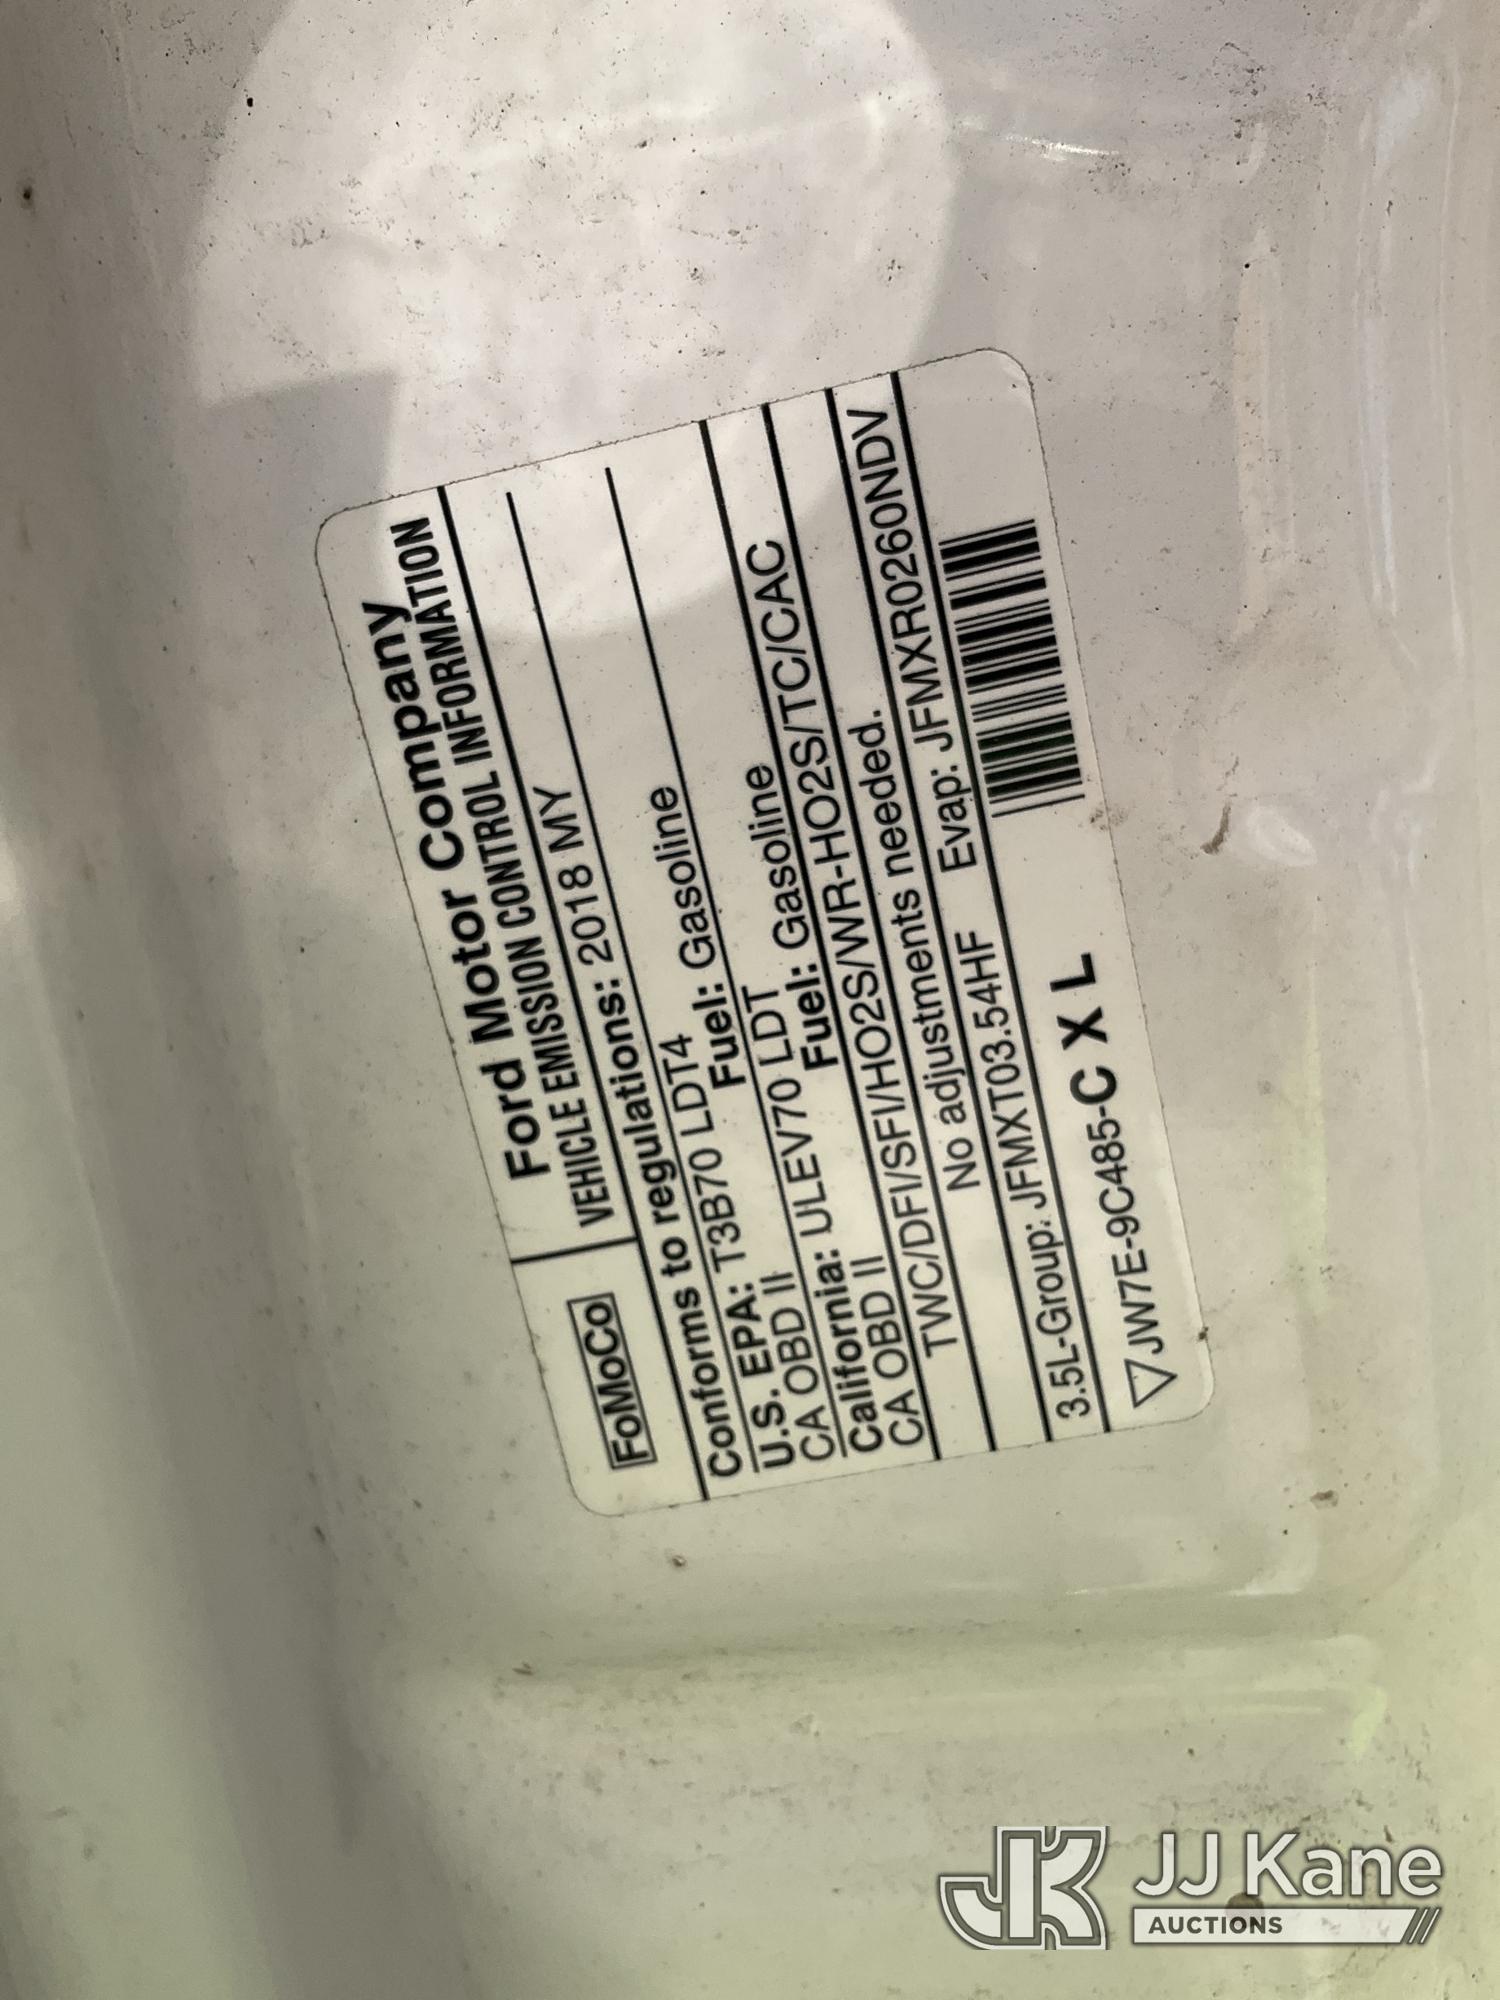 FoMoCo
Ford Motor Company
VEHICLE EMISSION CONTROL INFORMATION
Conforms to regulations: 2018 MY
U.S. EPA: T3B70 LDT4
CA OBD II Fuel: Gasoline
California: ULEV70 LDT
CA OBD II Fuel: Gasoline
TWC/DFI/SFI/HO2S/WR-HO2S/TC/CAC
No adjustments needed.
3.5L-Group: JFMXT03.54HF Evap: JFMXR0260NDV
▽JW7E-9C485-C X L
JK
JJ Kane
AUCTIONS